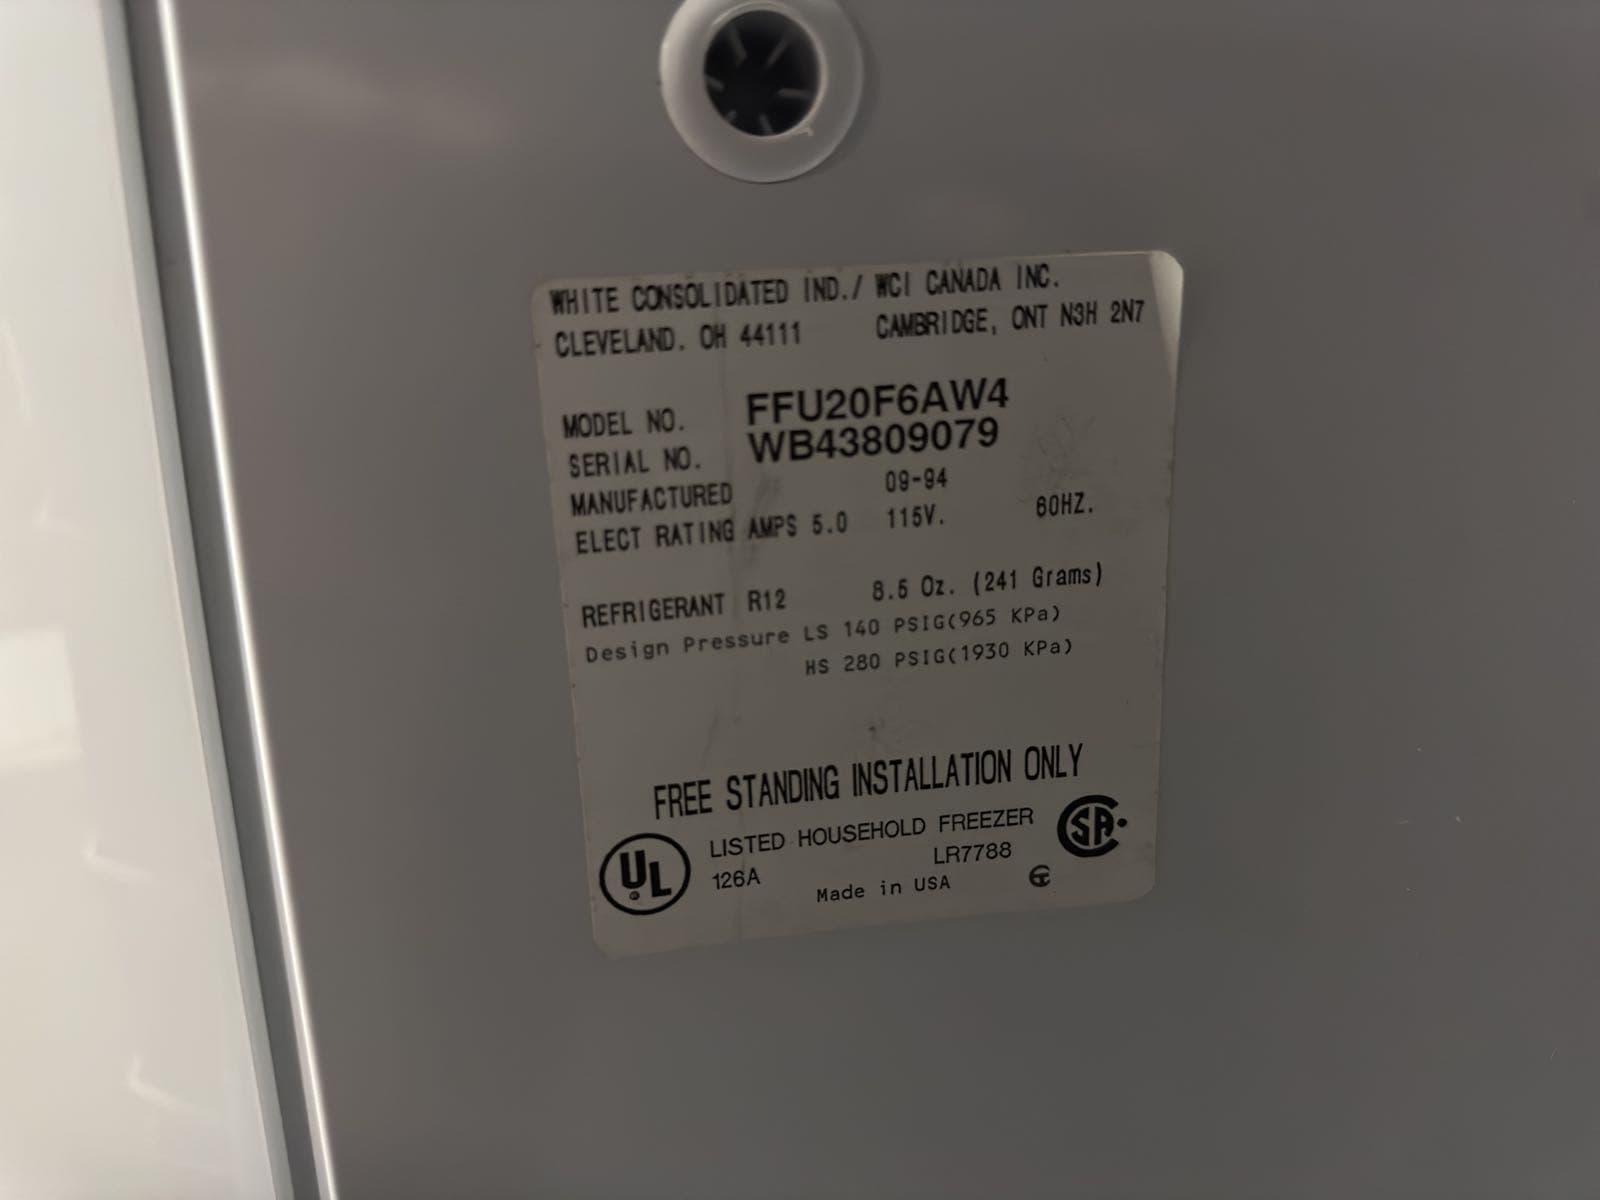 WHITE CONSOLIDATED IND./ WCI CANADA INC.
CLEVELAND. OH 44111 CAMBRIDGE, ONT N3H 2N7
MODEL NO. FFU20F6AW4
SERIAL NO. WB43809079
MANUFACTURED 09-94
ELECT RATING AMPS 5.0 115V. 60HZ.
REFRIGERANT R12 8.5 Oz. (241 Grams)
Design Pressure LS 140 PSIG(965 KPa)
HS 280 PSIG(1930 KPa)
FREE STANDING INSTALLATION ONLY
UL LISTED HOUSEHOLD FREEZER SA
126A LR7788
Made in USA